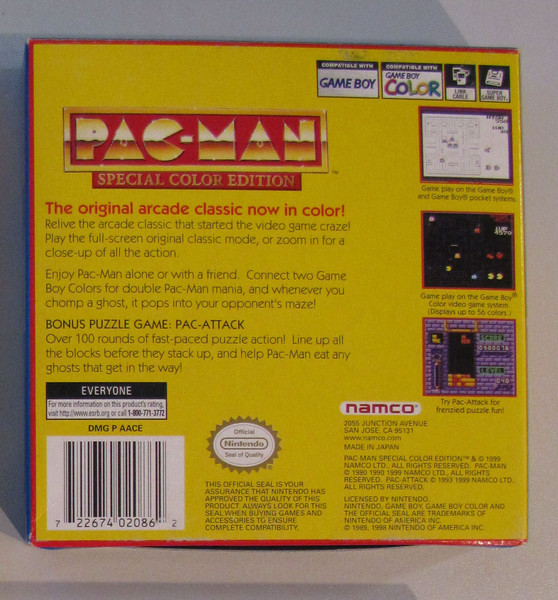 COMPATIBLE WITH
GAME BOY
COMPATIBLE WITH
GAME BOY
COLOR
LINK
CABLE
SUPER
GAME BOY
PAC-MAN
SPECIAL COLOR EDITION™
The original arcade classic now in color!
Relive the arcade classic that started the video game craze!
Play the full-screen original classic mode, or zoom in for a
close-up of all the action.
Enjoy Pac-Man alone or with a friend. Connect two Game
Boy Colors for double Pac-Man mania, and whenever you
chomp a ghost, it pops into your opponent's maze!
BONUS PUZZLE GAME: PAC-ATTACK
Over 100 rounds of fast-paced puzzle action! Line up all
the blocks before they stack up, and help Pac-Man eat any
ghosts that get in the way!
Game play on the Game Boy®
and Game Boy® pocket systems
1UP
4570
Game play on the Game Boy®
Color video game system
(Displays up to 56 colors.)
SCORE
LEVEL
Try Pac-Attack for
frenzied puzzle fun!
EVERYONE
For more information on this product's rating,
visit http://www.esrb.org or call 1-800-771-3772
DMG P AACE
7 22674 02086 2
Official
Nintendo
Seal of Quality
THIS OFFICIAL SEAL IS YOUR
ASSURANCE THAT NINTENDO HAS
APPROVED THE QUALITY OF THIS
PRODUCT. ALWAYS LOOK FOR THIS
SEAL WHEN BUYING GAMES AND
ACCESSORIES TO ENSURE
COMPLETE COMPATIBILITY.
namco®
2055 JUNCTION AVENUE
SAN JOSE, CA 95131
www.namco.com
MADE IN JAPAN
PAC MAN SPECIAL COLOR EDITION™ & © 1999
NAMCO LTD., ALL RIGHTS RESERVED. PAC-MAN
© 1980 1999 NAMCO LTD., ALL RIGHTS
RESERVED. PAC-ATTACK © 1993 1999 NAMCO LTD.,
ALL RIGHTS RESERVED.
LICENSED BY NINTENDO.
NINTENDO, GAME BOY, GAME BOY COLOR AND
THE OFFICIAL SEAL ARE TRADEMARKS OF
NINTENDO OF AMERICA INC.
© 1989, 1998 NINTENDO OF AMERICA INC.